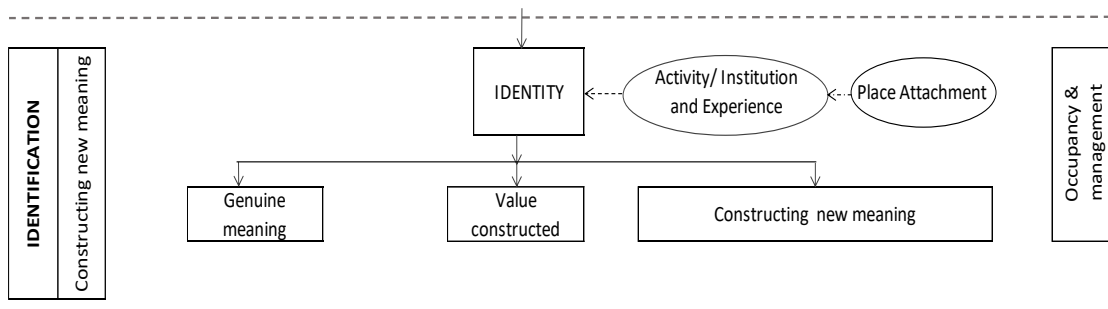 IDENTIFICATION
Constructing new meaning
IDENTITY
Activity/ Institution
and Experience
Place Attachment
Genuine
meaning
Value
constructed
Constructing new meaning
Occupancy &
management